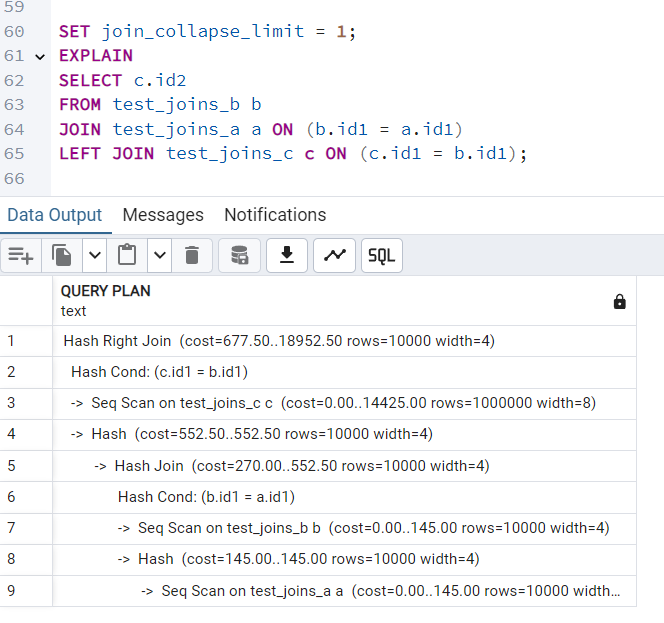 59
60 SET join_collapse_limit = 1;
61 EXPLAIN
62 SELECT c.id2
63 FROM test_joins_b b
64 JOIN test_joins_a a ON (b.id1 = a.id1)
65 LEFT JOIN test_joins_c c ON (c.id1 = b.id1);
66
Data Output Messages Notifications
SQL
QUERY PLAN
text
1 Hash Right Join (cost=677.50..18952.50 rows=10000 width=4)
2 Hash Cond: (c.id1 = b.id1)
3 -> Seq Scan on test_joins_c c (cost=0.00..14425.00 rows=1000000 width=8)
4 -> Hash (cost=552.50..552.50 rows=10000 width=4)
5 -> Hash Join (cost=270.00..552.50 rows=10000 width=4)
6 Hash Cond: (b.id1 = a.id1)
7 -> Seq Scan on test_joins_b b (cost=0.00..145.00 rows=10000 width=4)
8 -> Hash (cost=145.00..145.00 rows=10000 width=4)
9 -> Seq Scan on test_joins_a a (cost=0.00..145.00 rows=10000 width...